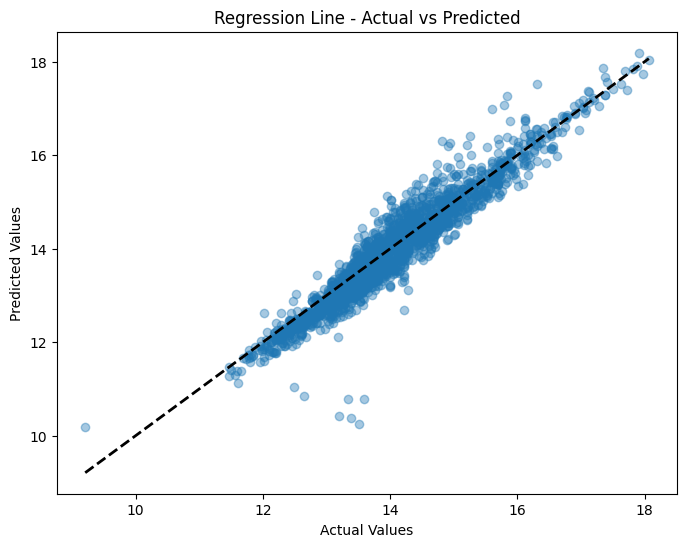 Regression Line - Actual vs Predicted
18
16
14
12
10
Predicted Values
10 12 14 16 18
Actual Values